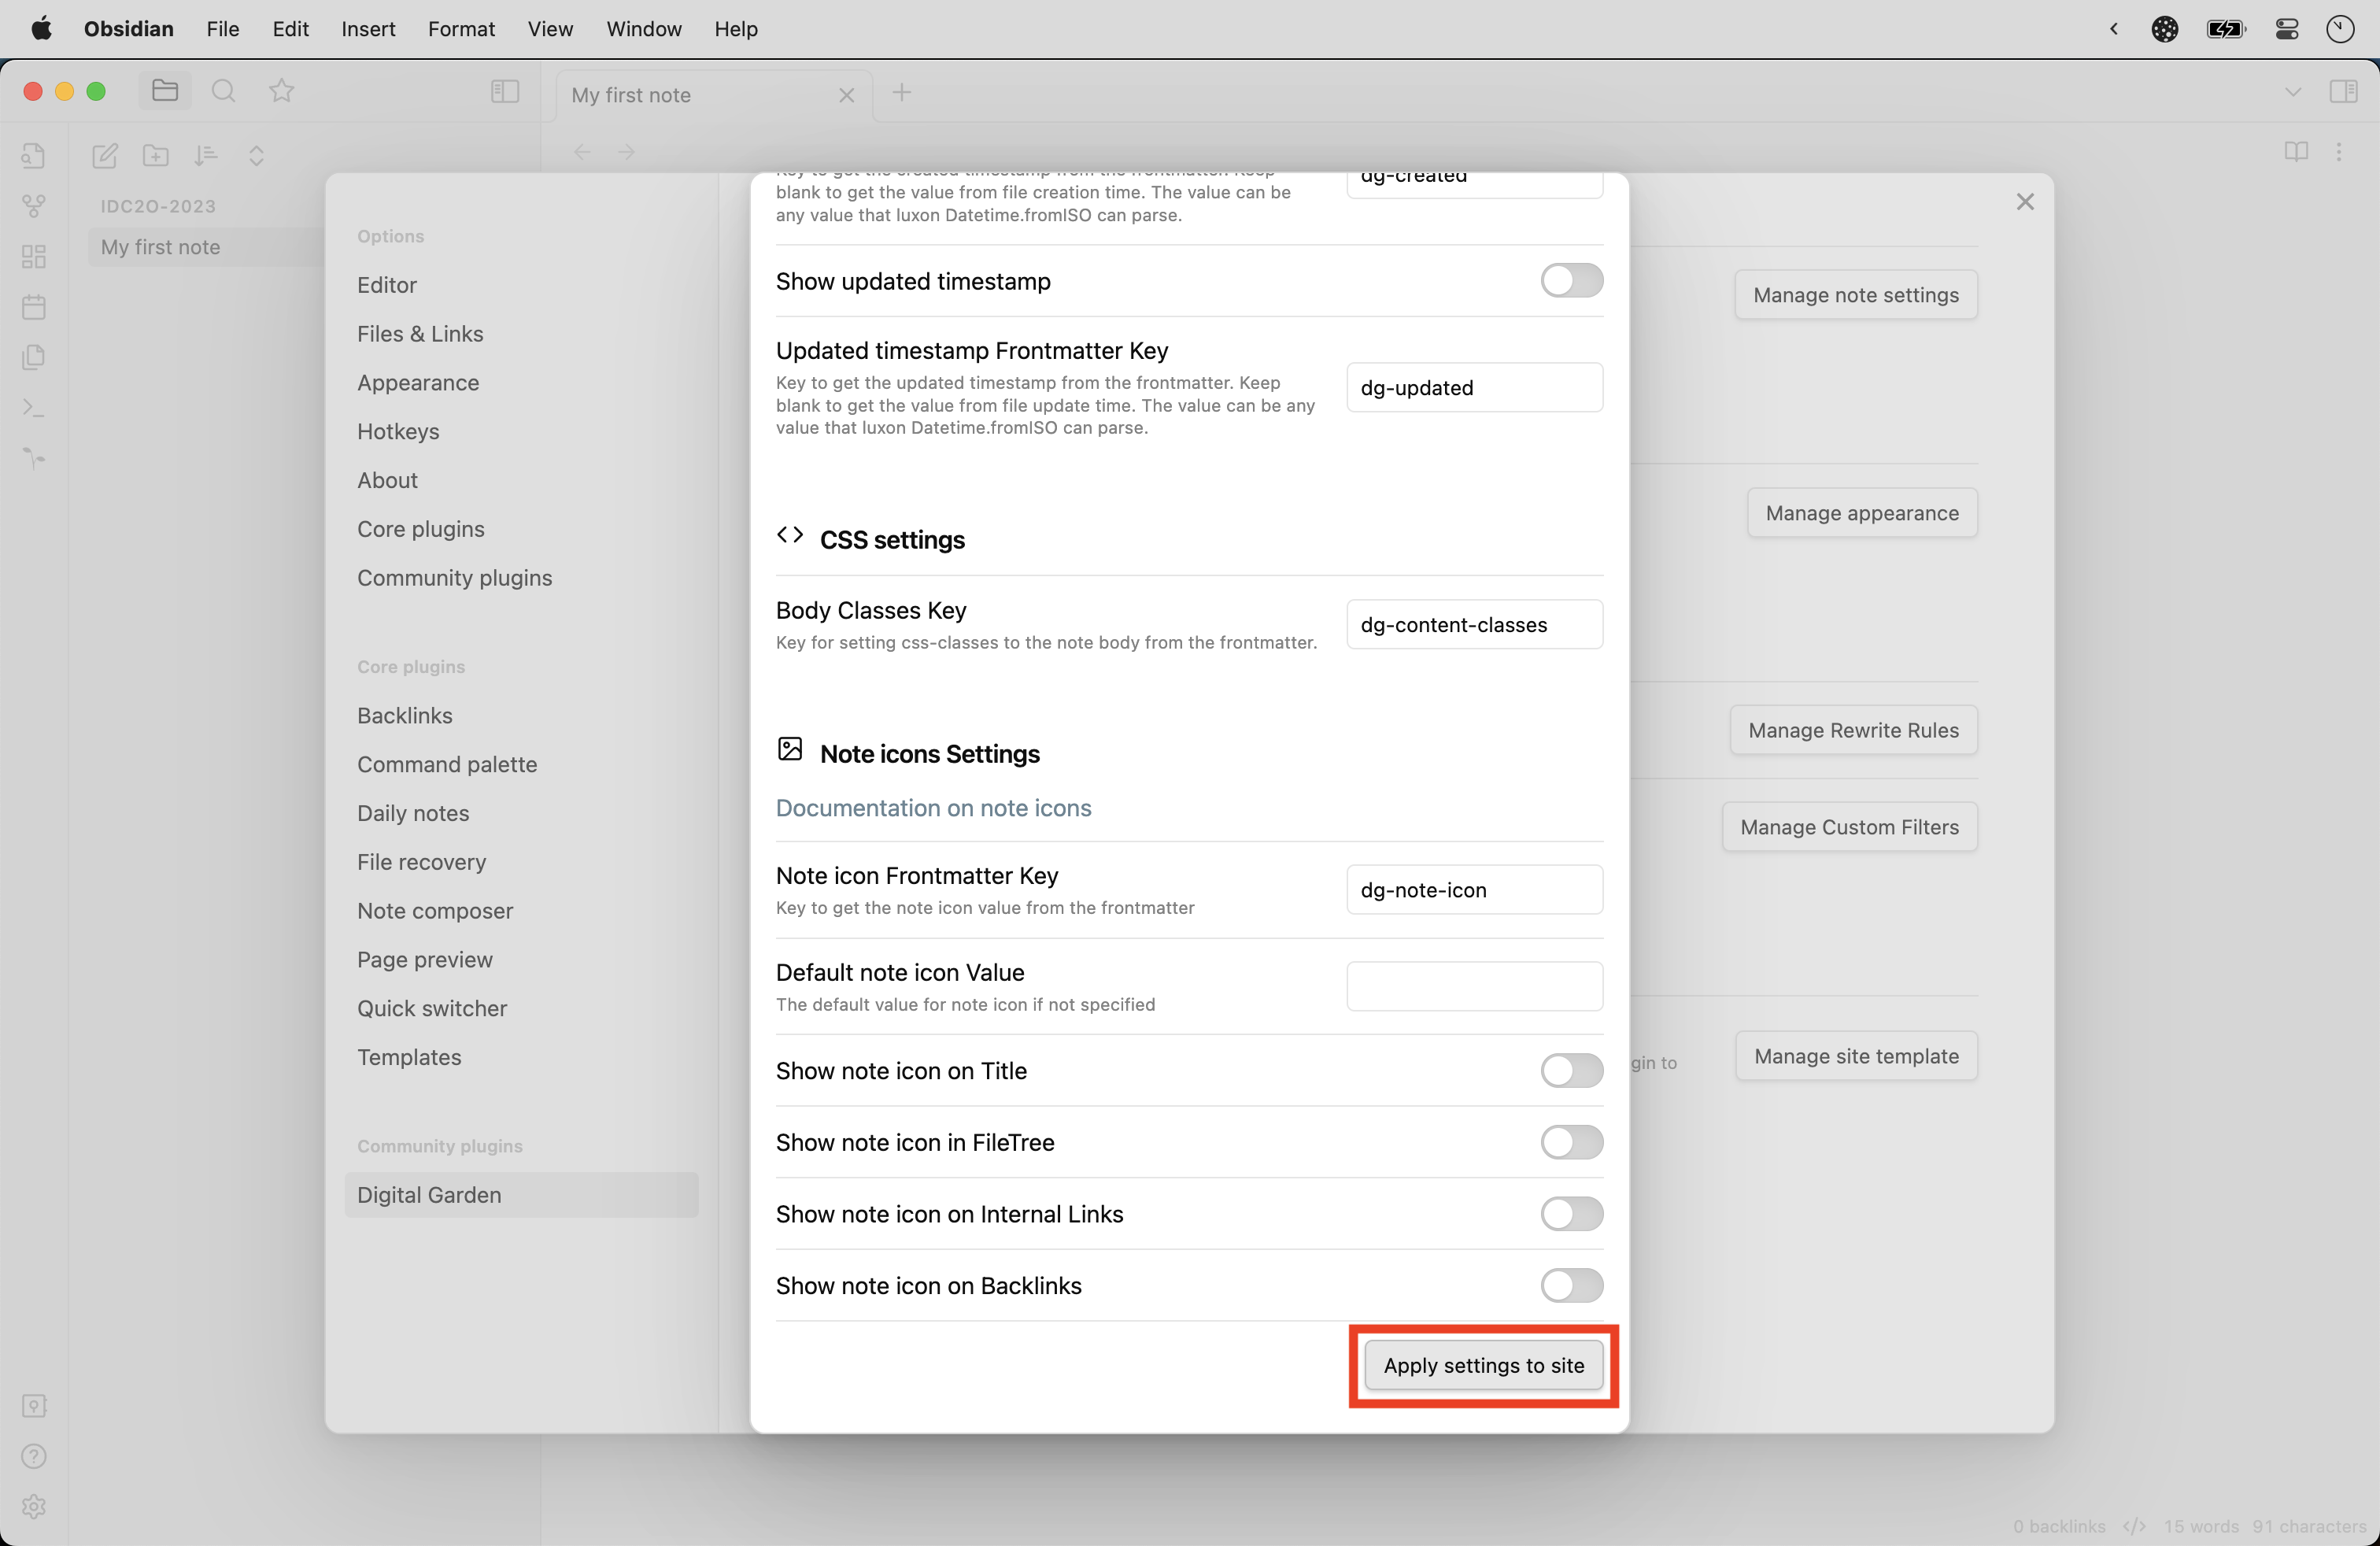 Obsidian File Edit Insert Format View Window Help
My first note
IDC2O-2023
My first note
Options
Editor
Files & Links
Appearance
Hotkeys
About
Core plugins
Community plugins
Core plugins
Backlinks
Command palette
Daily notes
File recovery
Note composer
Page preview
Quick switcher
Templates
Community plugins
Digital Garden
Key to get the created timestamp from the frontmatter. Keep
blank to get the value from file creation time. The value can be
any value that luxon Datetime.fromISO can parse.
dg-created
Show updated timestamp
Updated timestamp Frontmatter Key
Key to get the updated timestamp from the frontmatter. Keep
blank to get the value from file update time. The value can be any
value that luxon Datetime.fromISO can parse.
dg-updated
CSS settings
Body Classes Key
Key for setting css-classes to the note body from the frontmatter.
dg-content-classes
Note icons Settings
Documentation on note icons
Note icon Frontmatter Key
Key to get the note icon value from the frontmatter
dg-note-icon
Default note icon Value
The default value for note icon if not specified
Show note icon on Title
Show note icon in FileTree
Show note icon on Internal Links
Show note icon on Backlinks
Apply settings to site
Manage note settings
Manage appearance
Manage Rewrite Rules
Manage Custom Filters
gin to
Manage site template
0 backlinks </> 15 words 91 characters